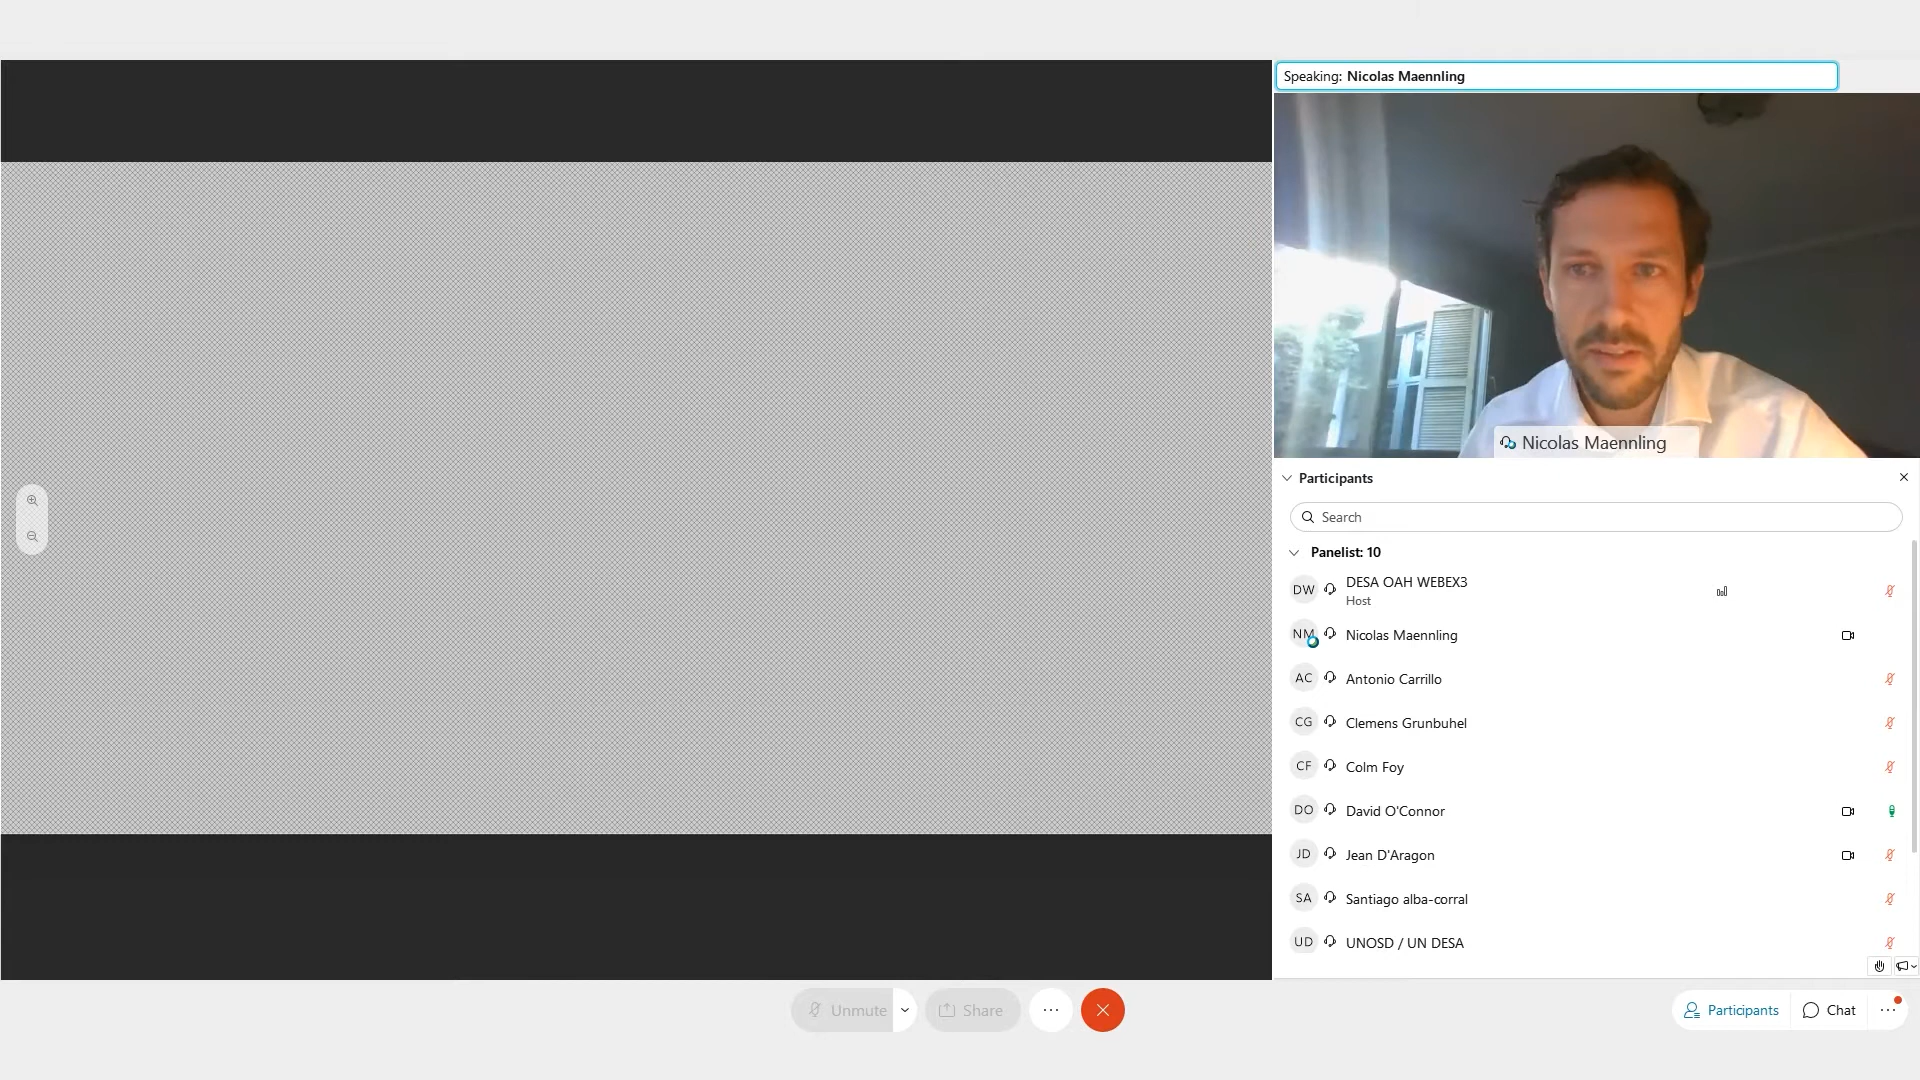 Speaking: Nicolas Maennling
Nicolas Maennling
Participants
Search
Panelist: 10
DW
DESA OAH WEBEX3
Host
NM
Nicolas Maennling
AC
Antonio Carrillo
CG
Clemens Grunbuhel
CF
Colm Foy
DO
David O'Connor
JD
Jean D'Aragon
SA
Santiago alba-corral
UD
UNOSD / UN DESA
Unmute
Share
Participants
Chat